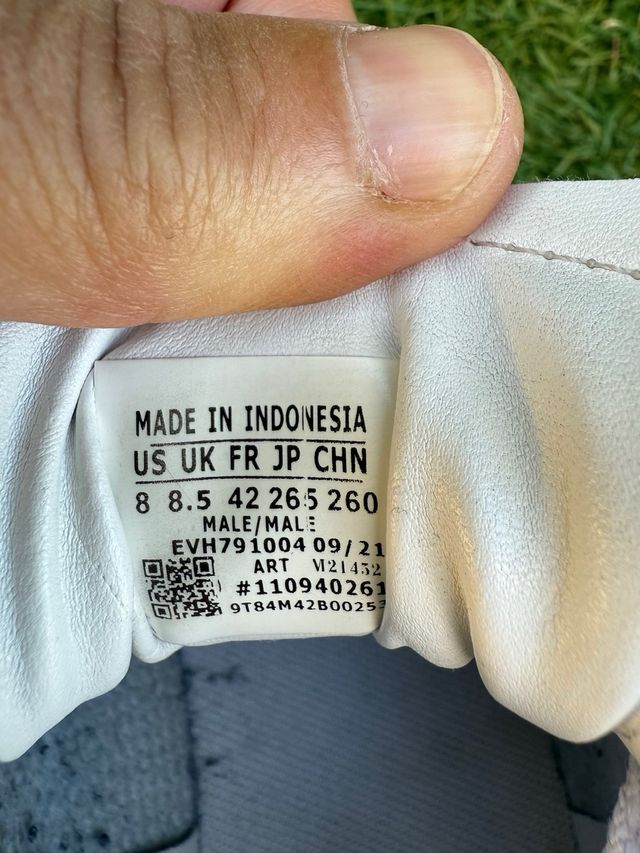 MADE IN INDONESIA
US UK FR JP CHN
8 8.5 42 265 260
MALE/MALE
EVH791004 09/21
ART M21432
#110940261
9T84M42B00253